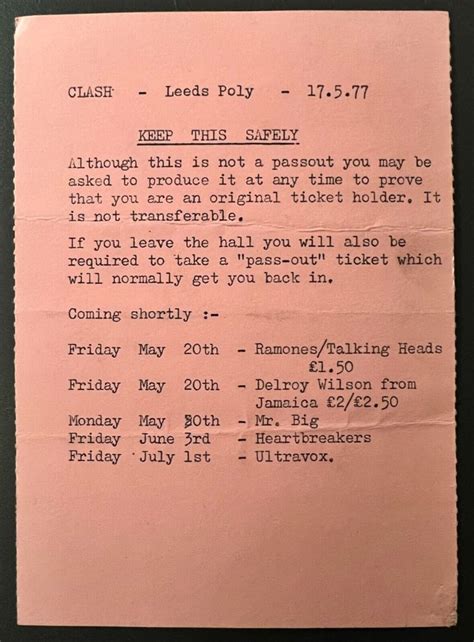 CLASH - Leeds Poly - 17.5.77
KEEP THIS SAFELY
Although this is not a passout you may be
asked to produce it at any time to prove
that you are an original ticket holder. It
is not transferable.
If you leave the hall you will also be
required to take a "pass-out" ticket which
will normally get you back in.
Coming shortly :-
Friday May 20th - Ramones/Talking Heads
£1.50
Friday May 20th - Delroy Wilson from
Jamaica £2/£2.50
Monday May 30th - Mr. Big
Friday June 3rd - Heartbreakers
Friday July 1st - Ultravox.